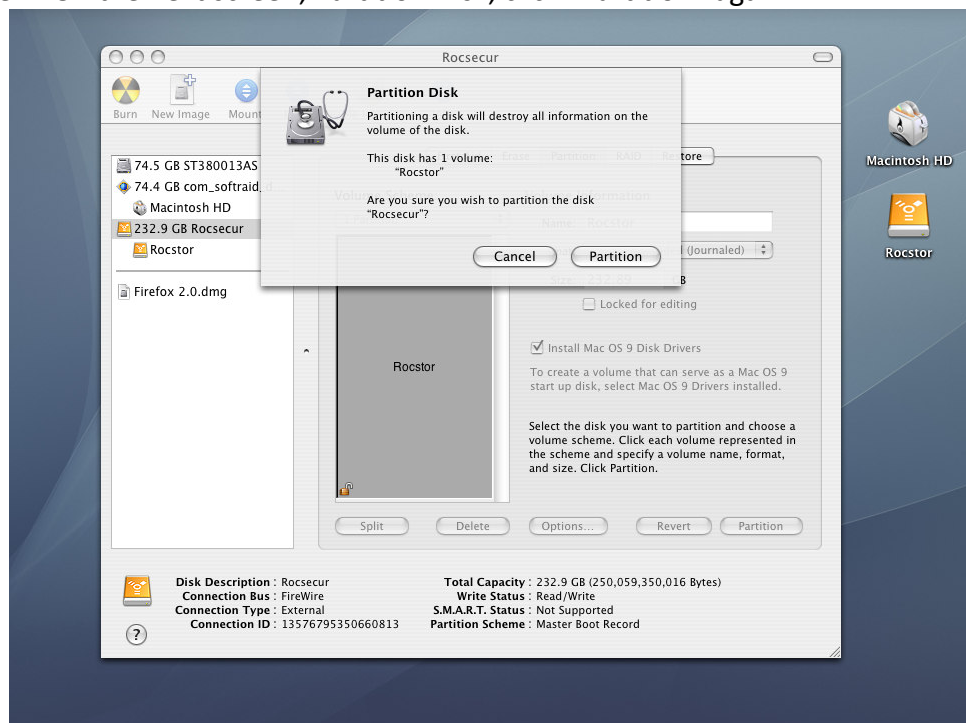 Rocsecur
Burn New Image Mount
Partition Disk
Partitioning a disk will destroy all information on the
volume of the disk.
This disk has 1 volume:
“Rocstor”
Are you sure you wish to partition the disk
“Rocsecur”?
Cancel Partition
Erase Partition RAID Restore
74.5 GB ST380013AS
74.4 GB com_softraid_d
Macintosh HD
232.9 GB Rocsecur
Rocstor
Firefox 2.0.dmg
(Journaled)
Locked for editing
Rocstor
Install Mac OS 9 Disk Drivers
To create a volume that can serve as a Mac OS 9
start up disk, select Mac OS 9 Drivers installed.
Select the disk you want to partition and choose a
volume scheme. Click each volume represented in
the scheme and specify a volume name, format,
and size. Click Partition.
Split Delete Options... Revert Partition
Disk Description : Rocsecur
Connection Bus : FireWire
Connection Type : External
Connection ID : 13576795350660813
Total Capacity : 232.9 GB (250,059,350,016 Bytes)
Write Status : Read/Write
S.M.A.R.T. Status : Not Supported
Partition Scheme : Master Boot Record
?
Macintosh HD
Rocstor